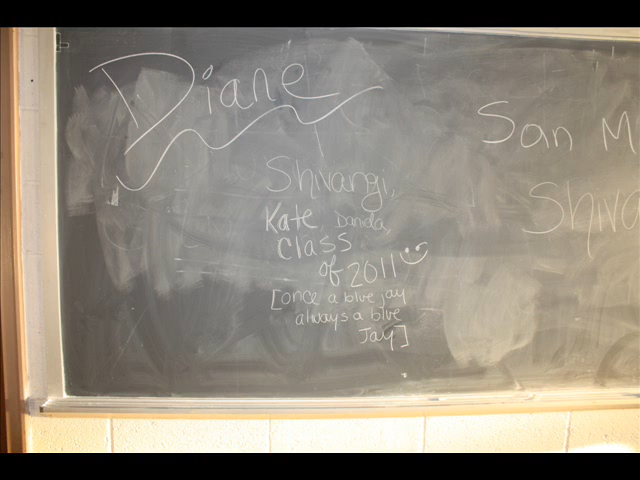 Diane
Shivangi,
Kate, Danda,
Class
of 2011
[once a blue jay
always a blue
Jay]
San M
Shiva